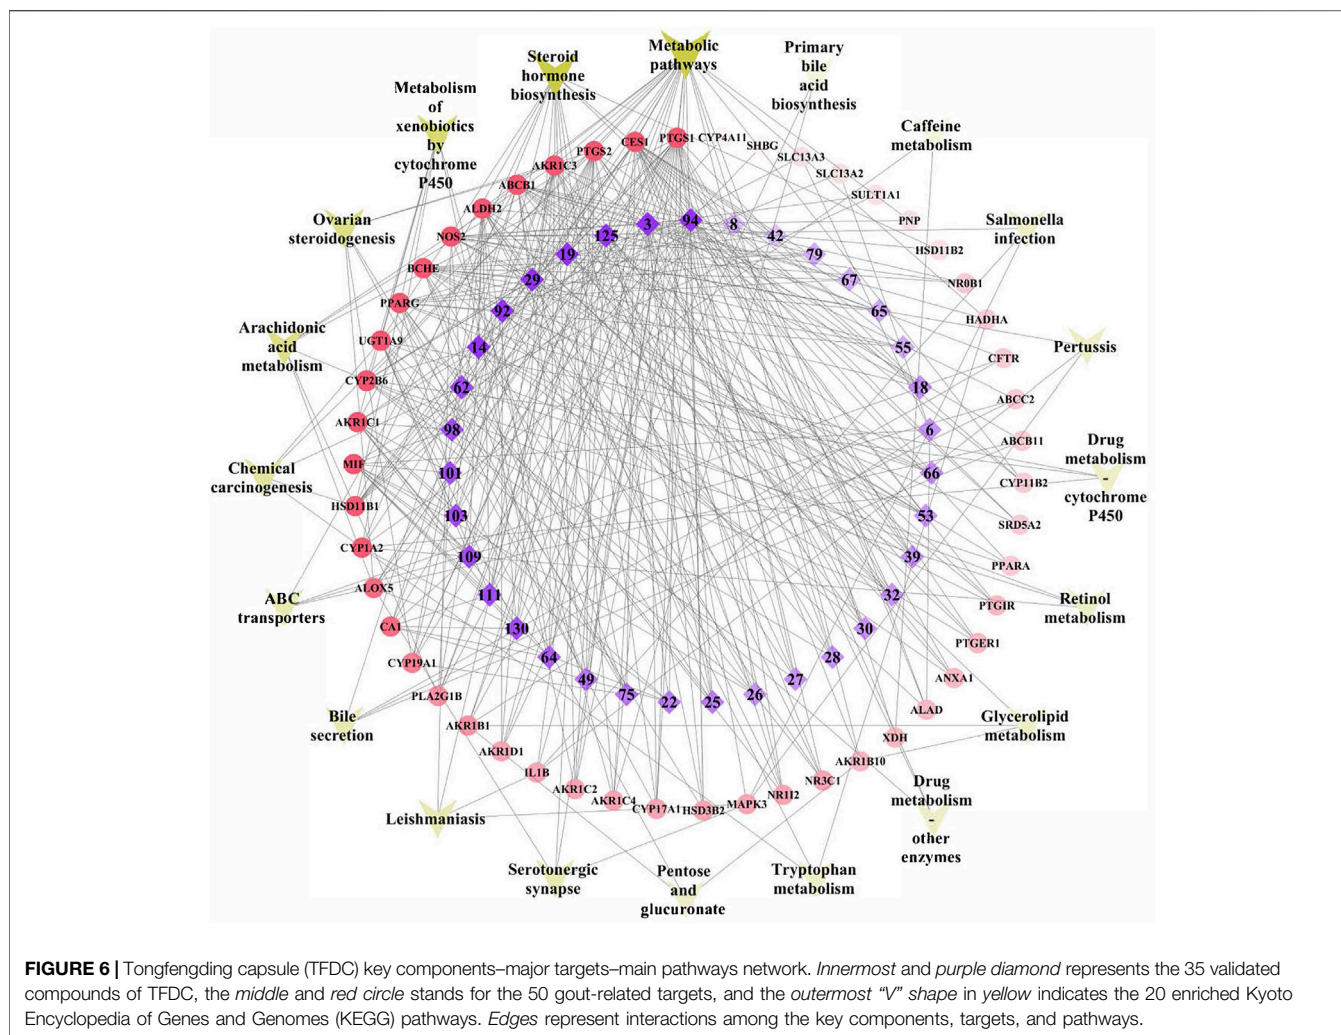 Steroid
hormone
biosynthesis
Metabolic
pathways
Primary
bile
acid
biosynthesis
Metabolism
of
xenobiotics
by
cytochrome
P450
Caffeine
metabolism
Ovarian
steroidogenesis
Salmonella
infection
Arachidonic
acid
metabolism
Pertussis
Chemical
carcinogenesis
Drug
metabolism
-
cytochrome
P450
ABC
transporters
Retinol
metabolism
Bile
secretion
Glycerolipid
metabolism
Leishmaniasis
Drug
metabolism
-
other
enzymes
Serotonergic
synapse
Pentose
and
glucuronate
Tryptophan
metabolism
PTGS1
CYP4A11
SHBG
SLC13A3
SLC13A2
SULT1A1
PNP
HSD11B2
NR0B1
HADHA
CFTR
ABCC2
ABCB11
CYP11B2
SRD5A2
PPARA
PTGIR
PTGER1
ANXA1
ALAD
XDH
AKR1B10
NR3C1
NR1I2
MAPK3
HSD3B2
CYP17A1
AKR1C4
AKR1C2
IL1B
AKR1D1
AKR1B1
PLA2G1B
CYP19A1
CA1
ALOX5
CYP1A2
HSD11B1
MIF
AKR1C1
CYP2B6
UGT1A9
PPARG
BCHE
NOS2
ALDH2
ABCB1
AKR1C3
PTGS2
CES1
94
8
42
79
67
65
55
18
6
66
53
39
32
30
28
27
26
25
22
75
49
64
130
111
109
103
101
98
62
14
92
29
19
125
3
FIGURE 6 | Tongfengding capsule (TFDC) key components–major targets–main pathways network. Innermost and purple diamond represents the 35 validated
compounds of TFDC, the middle and red circle stands for the 50 gout-related targets, and the outermost “V” shape in yellow indicates the 20 enriched Kyoto
Encyclopedia of Genes and Genomes (KEGG) pathways. Edges represent interactions among the key components, targets, and pathways.